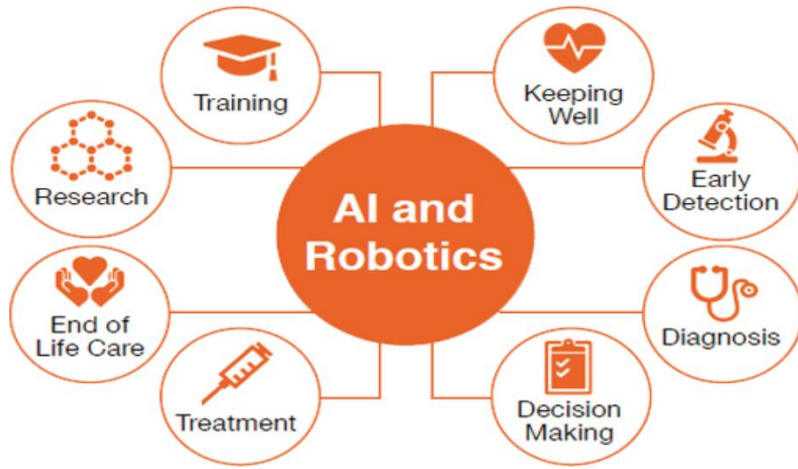 AI and
Robotics
Keeping
Well
Early
Detection
Diagnosis
Decision
Making
Treatment
End of
Life Care
Research
Training